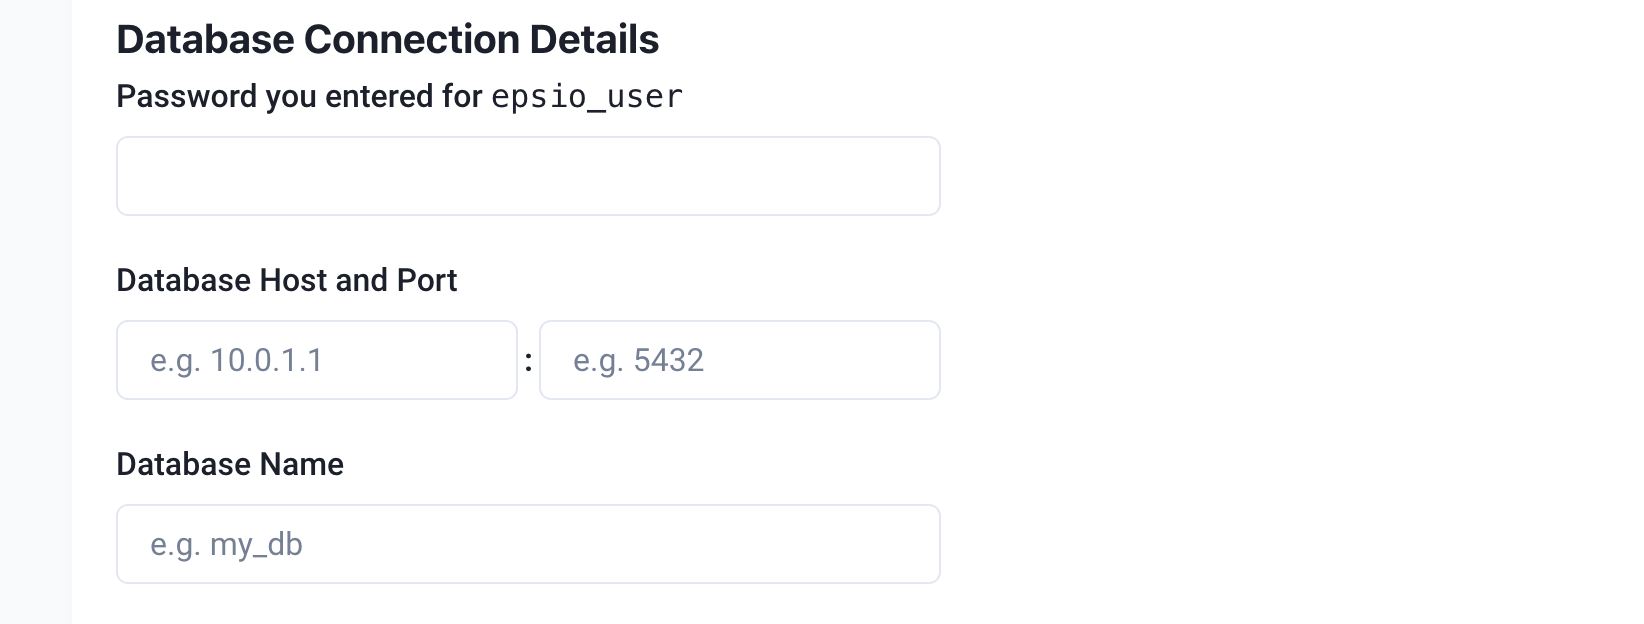 Database Connection Details
Password you entered for epsio_user
Database Host and Port
e.g. 10.0.1.1 : e.g. 5432
Database Name
e.g. my_db